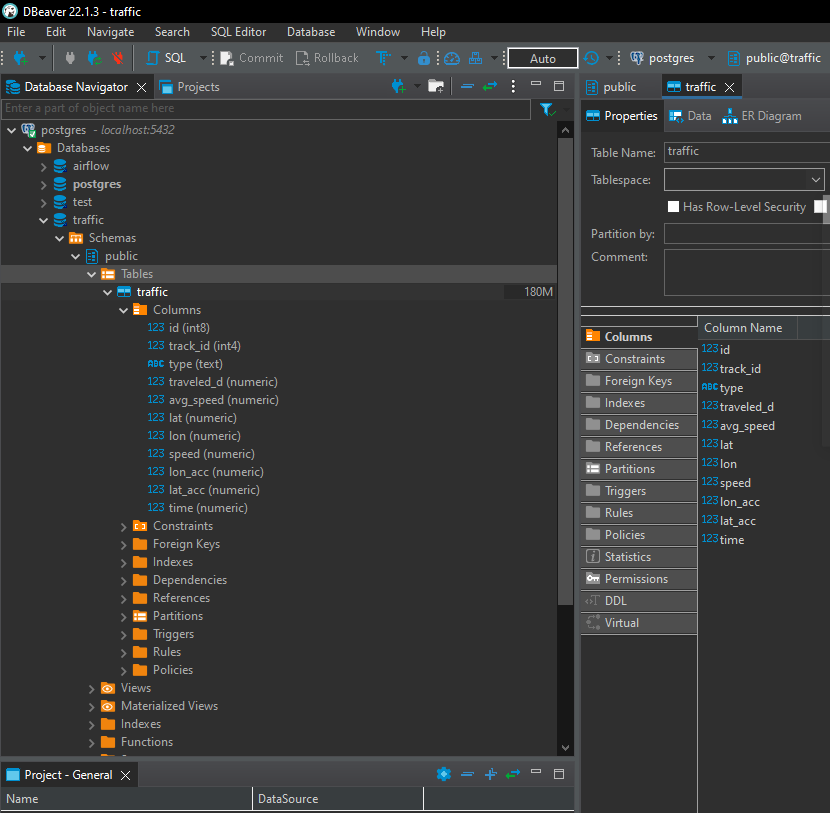 DBeaver 22.1.3 - traffic
File Edit Navigate Search SQL Editor Database Window Help
SQL Commit Rollback Auto postgres public@traffic
Database Navigator Projects
Enter a part of object name here
postgres - localhost:5432
Databases
airflow
postgres
test
traffic
Schemas
public
Tables
traffic 180M
Columns
123 id (int8)
123 track_id (int4)
ABC type (text)
123 traveled_d (numeric)
123 avg_speed (numeric)
123 lat (numeric)
123 lon (numeric)
123 speed (numeric)
123 lon_acc (numeric)
123 lat_acc (numeric)
123 time (numeric)
Constraints
Foreign Keys
Indexes
Dependencies
References
Partitions
Triggers
Rules
Policies
Views
Materialized Views
Indexes
Functions
Project - General
Name DataSource
public traffic
Properties Data ER Diagram
Table Name: traffic
Tablespace:
Has Row-Level Security
Partition by:
Comment:
Columns
Constraints
Foreign Keys
Indexes
Dependencies
References
Partitions
Triggers
Rules
Policies
Statistics
Permissions
DDL
Virtual
Column Name
123 id
123 track_id
ABC type
123 traveled_d
123 avg_speed
123 lat
123 lon
123 speed
123 lon_acc
123 lat_acc
123 time